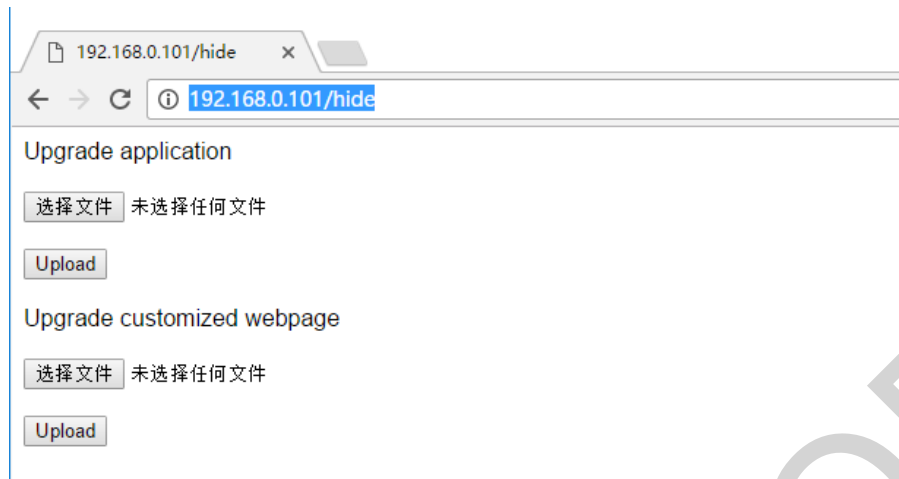 192.168.0.101/hide
192.168.0.101/hide
Upgrade application
选择文件 未选择任何文件
Upload
Upgrade customized webpage
选择文件 未选择任何文件
Upload